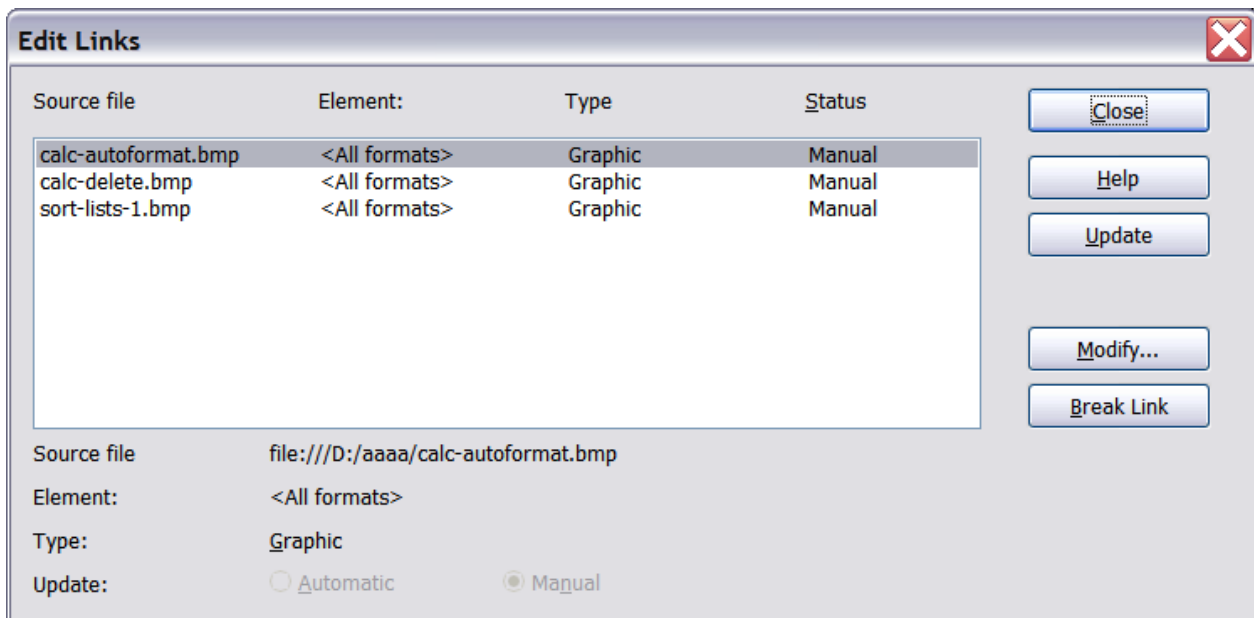 Edit Links
Source file Element: Type Status Close
calc-autoformat.bmp <All formats> Graphic Manual
calc-delete.bmp <All formats> Graphic Manual Help
sort-lists-1.bmp <All formats> Graphic Manual
Update
Modify...
Break Link
Source file file:///D:/aaaa/calc-autoformat.bmp
Element: <All formats>
Type: Graphic
Update: Automatic Manual